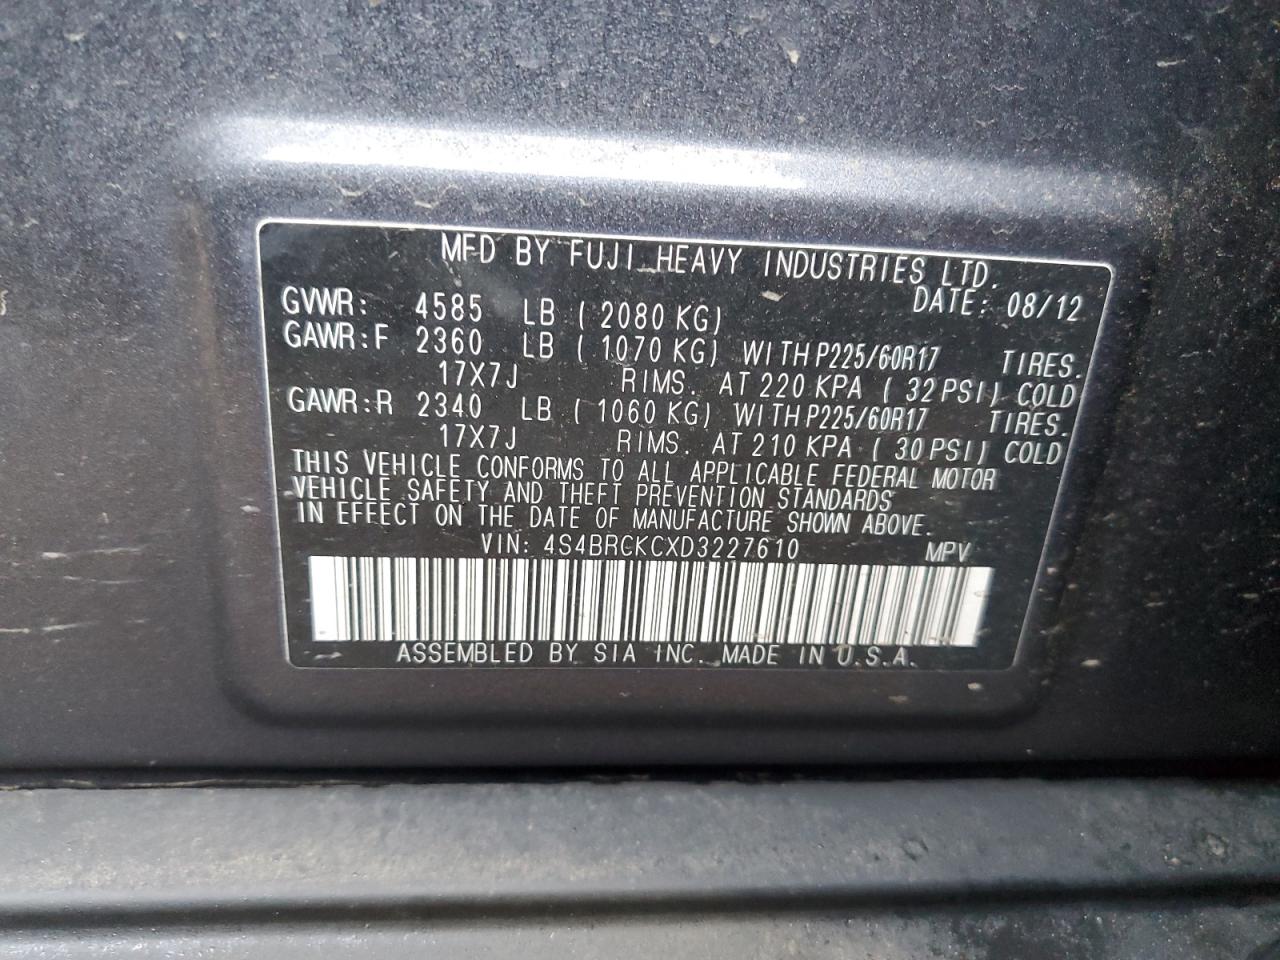 MFD BY FUJI HEAVY INDUSTRIES LTD.
DATE: 08/12
GVWR: 4585 LB ( 2080 KG)
GAWR:F 2360 LB ( 1070 KG) WITH P225/60R17 TIRES.
17X7J RIMS. AT 220 KPA ( 32 PSI) COLD
GAWR:R 2340 LB ( 1060 KG) WITH P225/60R17 TIRES.
17X7J RIMS. AT 210 KPA ( 30 PSI) COLD
THIS VEHICLE CONFORMS TO ALL APPLICABLE FEDERAL MOTOR
VEHICLE SAFETY AND THEFT PREVENTION STANDARDS
IN EFFECT ON THE DATE OF MANUFACTURE SHOWN ABOVE.
VIN: 4S4BRCKCXD3227610 MPV
ASSEMBLED BY SIA INC. MADE IN U.S.A.